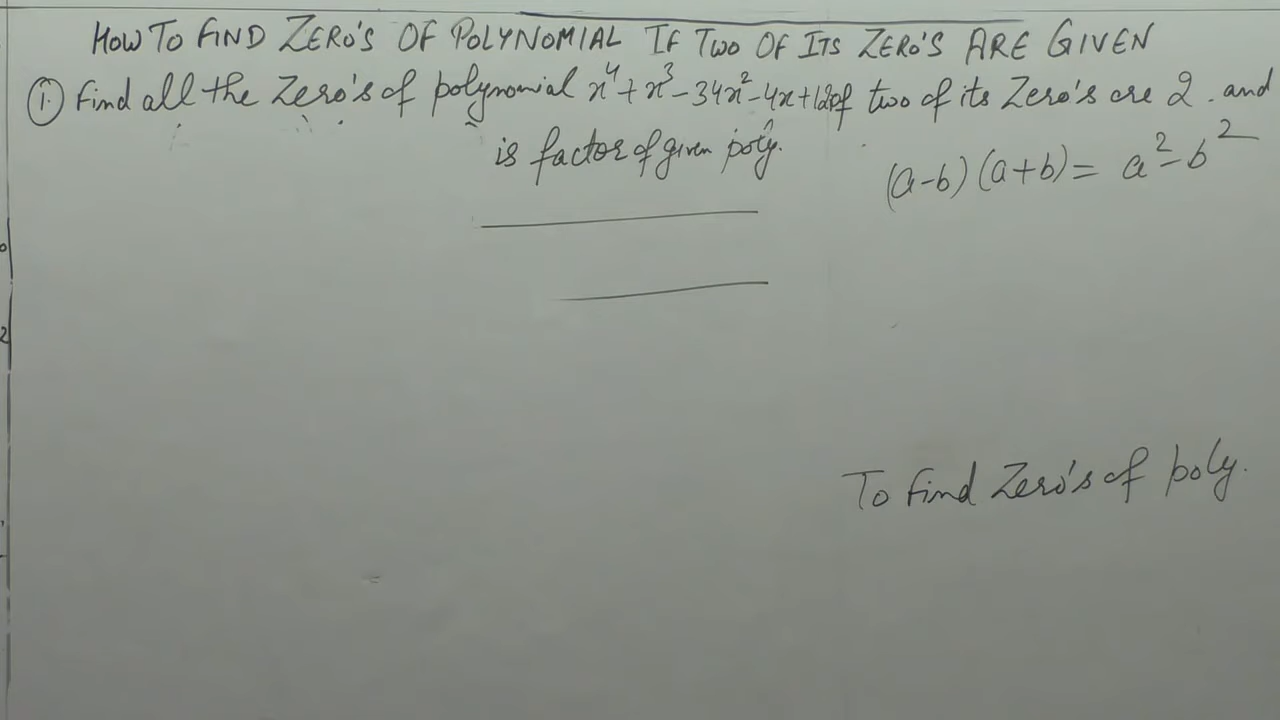 HOW TO FIND ZERO'S OF POLYNOMIAL IF TWO OF ITS ZERO'S ARE GIVEN
1. Find all the Zero's of polynomial x⁴+x³-34x²-4x+120 if two of its Zero's are 2 . and
is factor of given poly.
(a-b)(a+b)= a²-b²
To Find Zero's of poly.